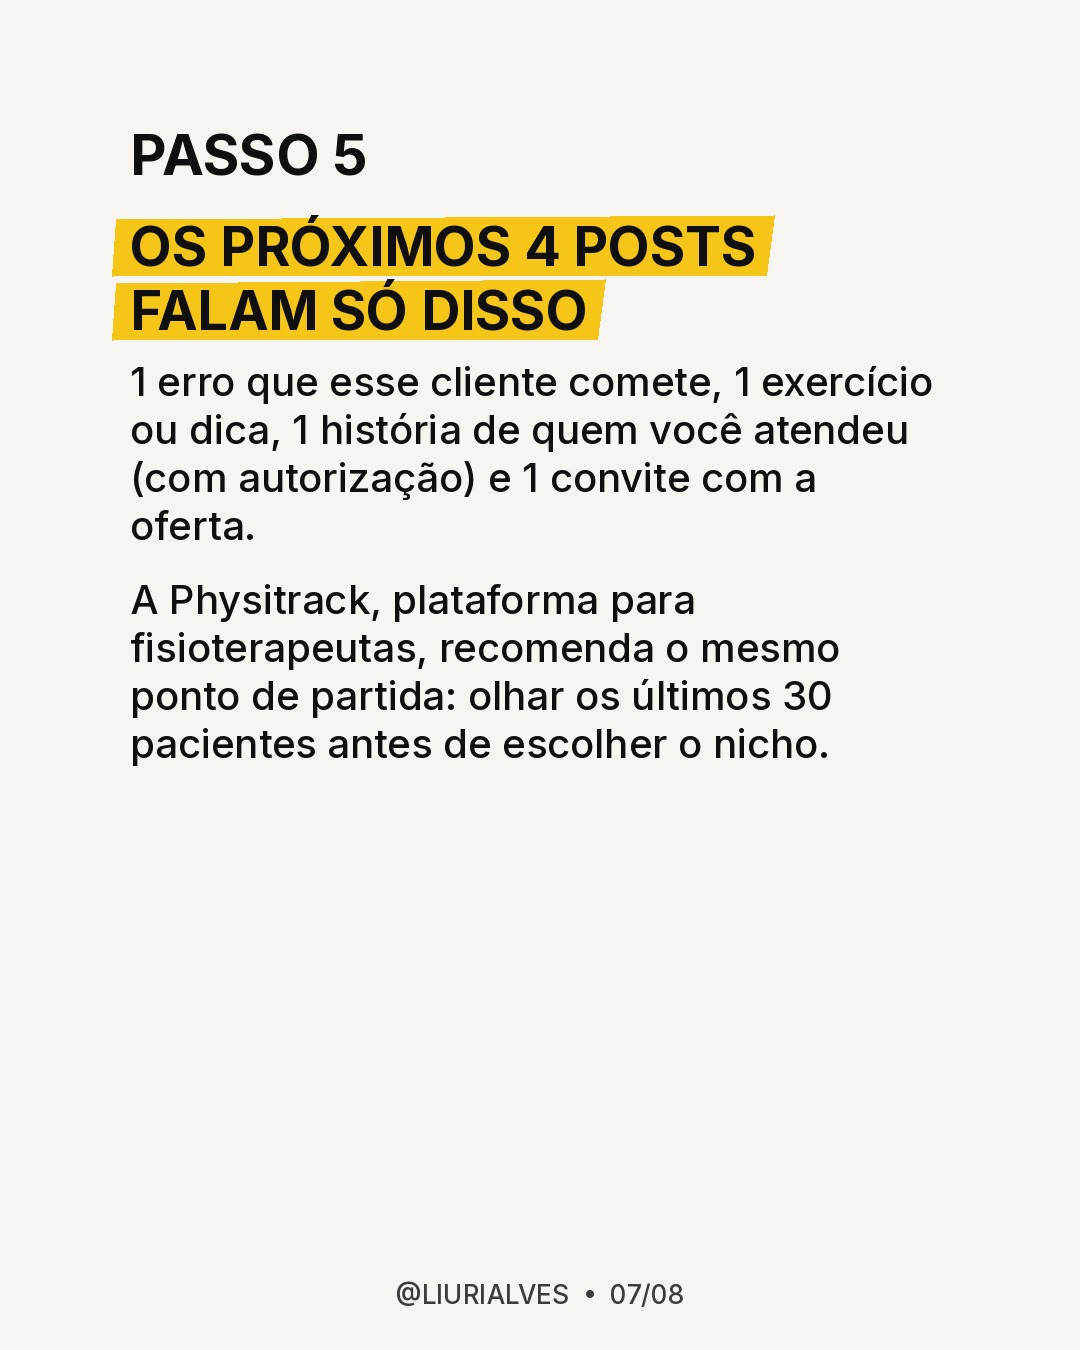 PASSO 5
OS PRÓXIMOS 4 POSTS
FALAM SÓ DISSO
1 erro que esse cliente comete, 1 exercício
ou dica, 1 história de quem você atendeu
(com autorização) e 1 convite com a
oferta.
A Physitrack, plataforma para
fisioterapeutas, recomenda o mesmo
ponto de partida: olhar os últimos 30
pacientes antes de escolher o nicho.
@LIURIALVES • 07/08